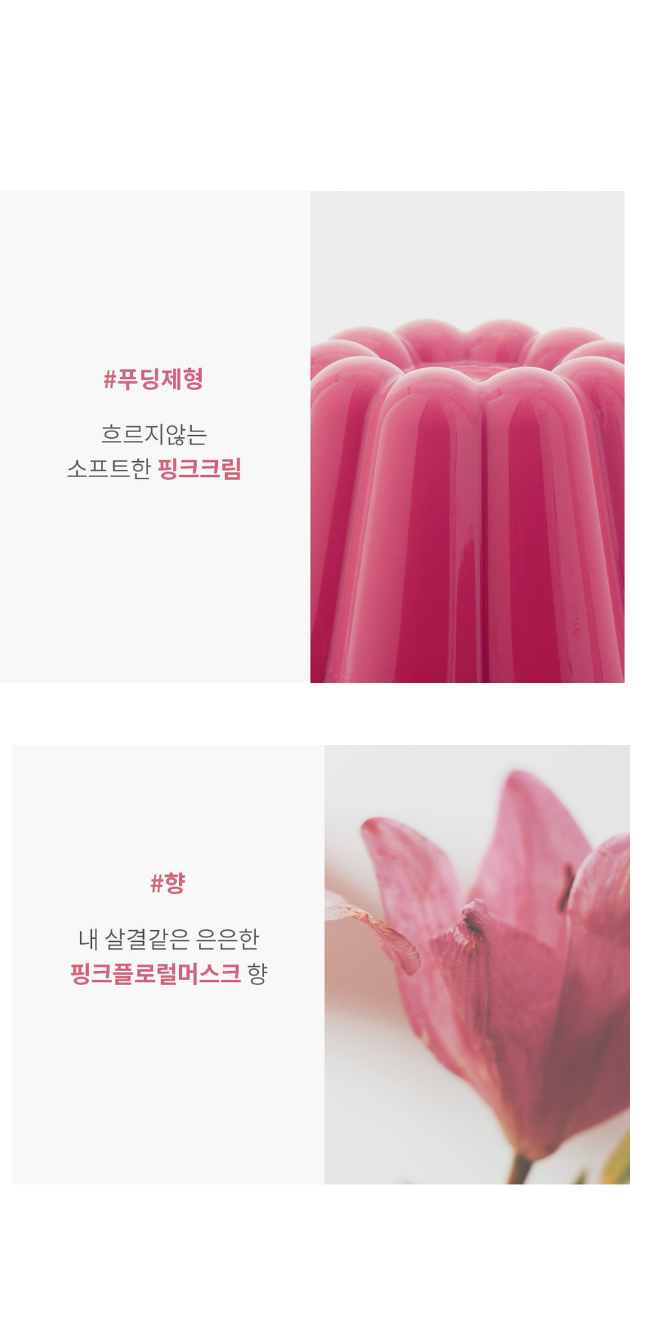 #푸딩제형
흐르지않는
소프트한 핑크크림
#향
내 살결같은 은은한
핑크플로럴머스크 향